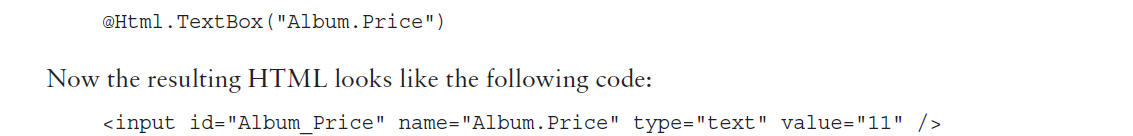 @Html.TextBox("Album.Price")
Now the resulting HTML looks like the following code:
<input id="Album_Price" name="Album.Price" type="text" value="11" />